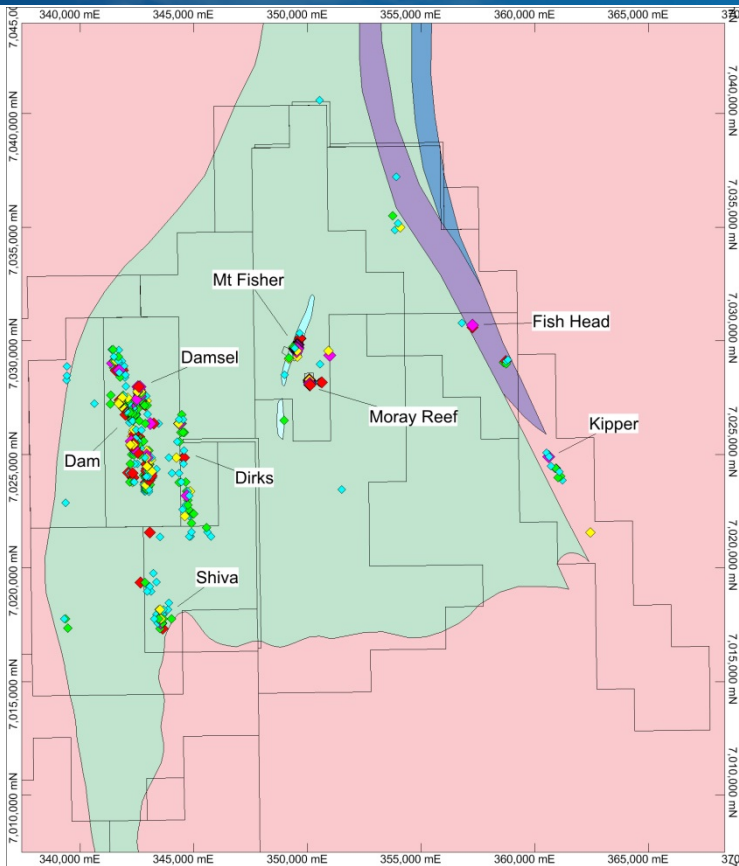 340,000 mE 345,000 mE 350,000 mE 355,000 mE 360,000 mE 365,000 mE
7,040,000 mN
7,040,000 mN
7,035,000 mN
7,035,000 mN
Mt Fisher
7,030,000 mN
7,030,000 mN
Fish Head
Damsel
Moray Reef
Kipper
7,025,000 mN
7,025,000 mN
Dam
Dirks
7,020,000 mN
7,020,000 mN
Shiva
7,015,000 mN
7,015,000 mN
7,010,000 mN
7,010,000 mN
340,000 mE 345,000 mE 350,000 mE 355,000 mE 360,000 mE 365,000 mE